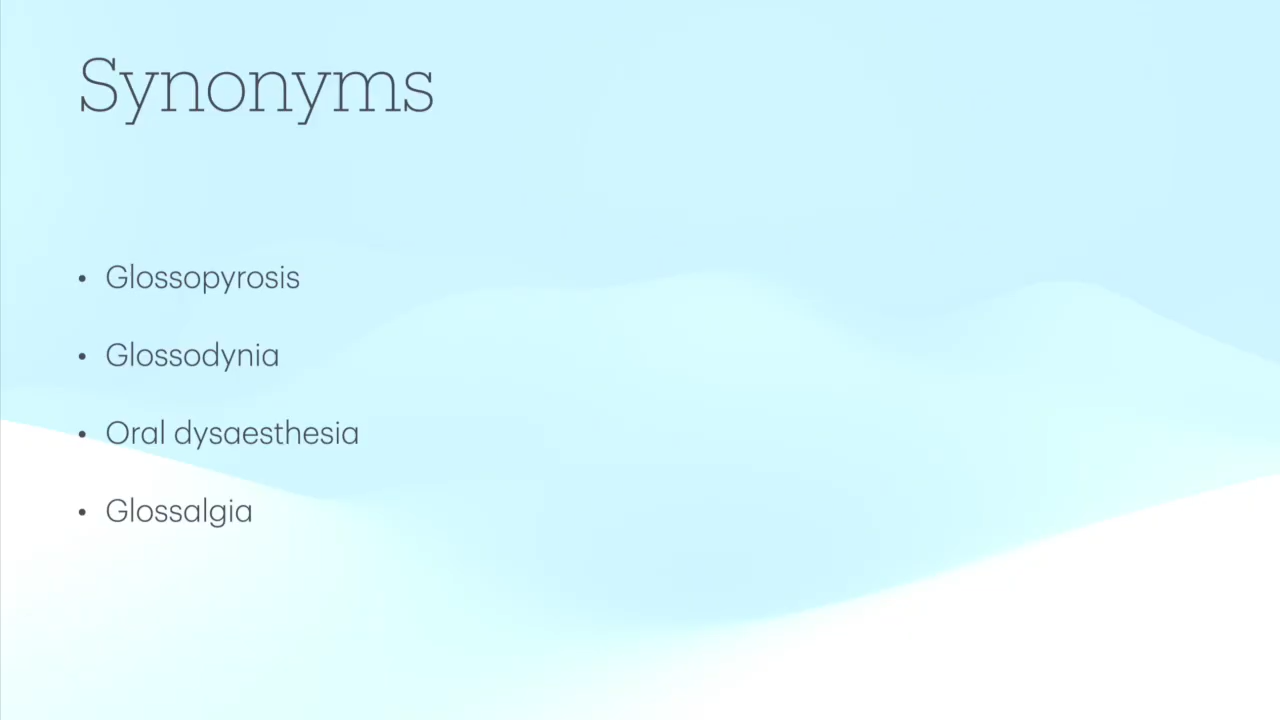 Synonyms
• Glossopyrosis
• Glossodynia
• Oral dysaesthesia
• Glossalgia